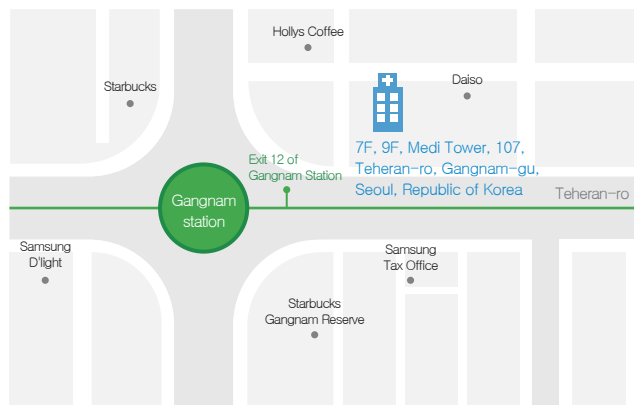 Hollys Coffee
Starbucks
Daiso
7F, 9F, Medi Tower, 107,
Teheran-ro, Gangnam-gu,
Seoul, Republic of Korea
Exit 12 of
Gangnam Station
Teheran-ro
Gangnam
station
Samsung
D'light
Samsung
Tax Office
Starbucks
Gangnam Reserve